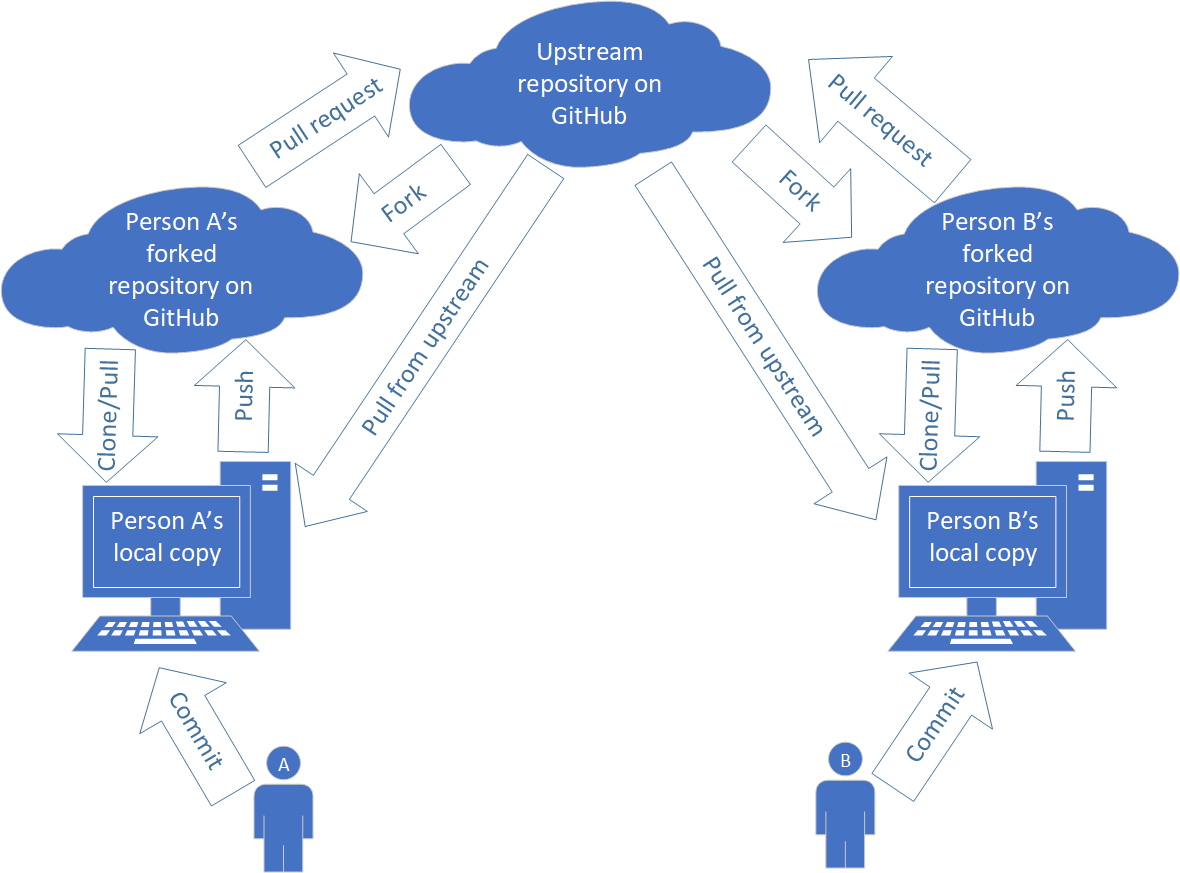 Upstream
repository on
GitHub
Pull request
Fork
Pull request
Fork
Person A’s
forked
repository on
GitHub
Person B’s
forked
repository on
GitHub
Pull from upstream
Pull from upstream
Clone/Pull
Push
Clone/Pull
Push
Person A’s
local copy
Person B’s
local copy
Commit
Commit
A
B